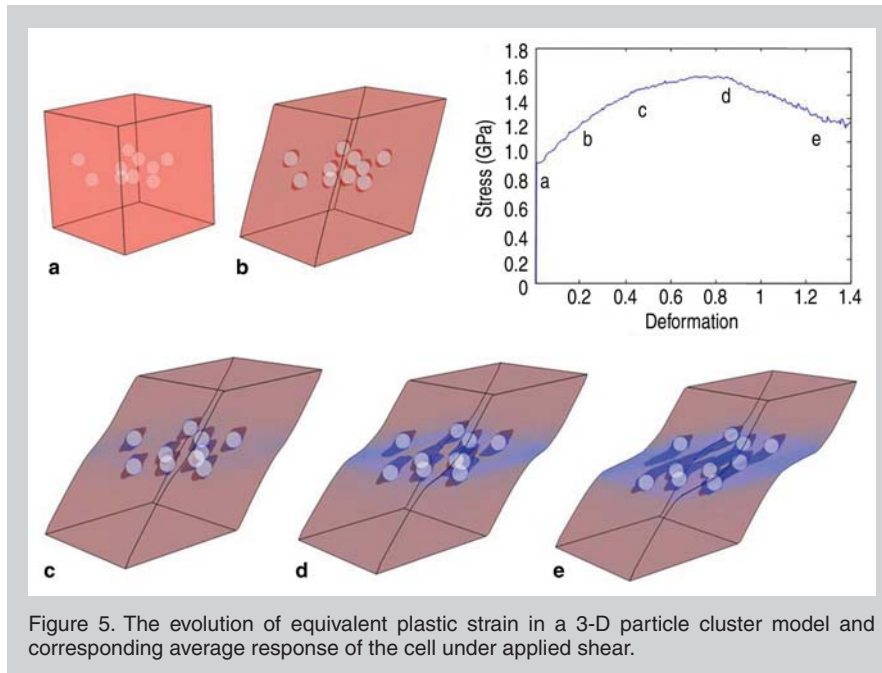 1.8
1.6
1.4
1.2
1.0
0.8
0.6
0.4
0.2
0
Stress (GPa)
a
b
c
d
e
0.2 0.4 0.6 0.8 1 1.2 1.4
Deformation
a
b
c
d
e
Figure 5. The evolution of equivalent plastic strain in a 3-D particle cluster model and
corresponding average response of the cell under applied shear.